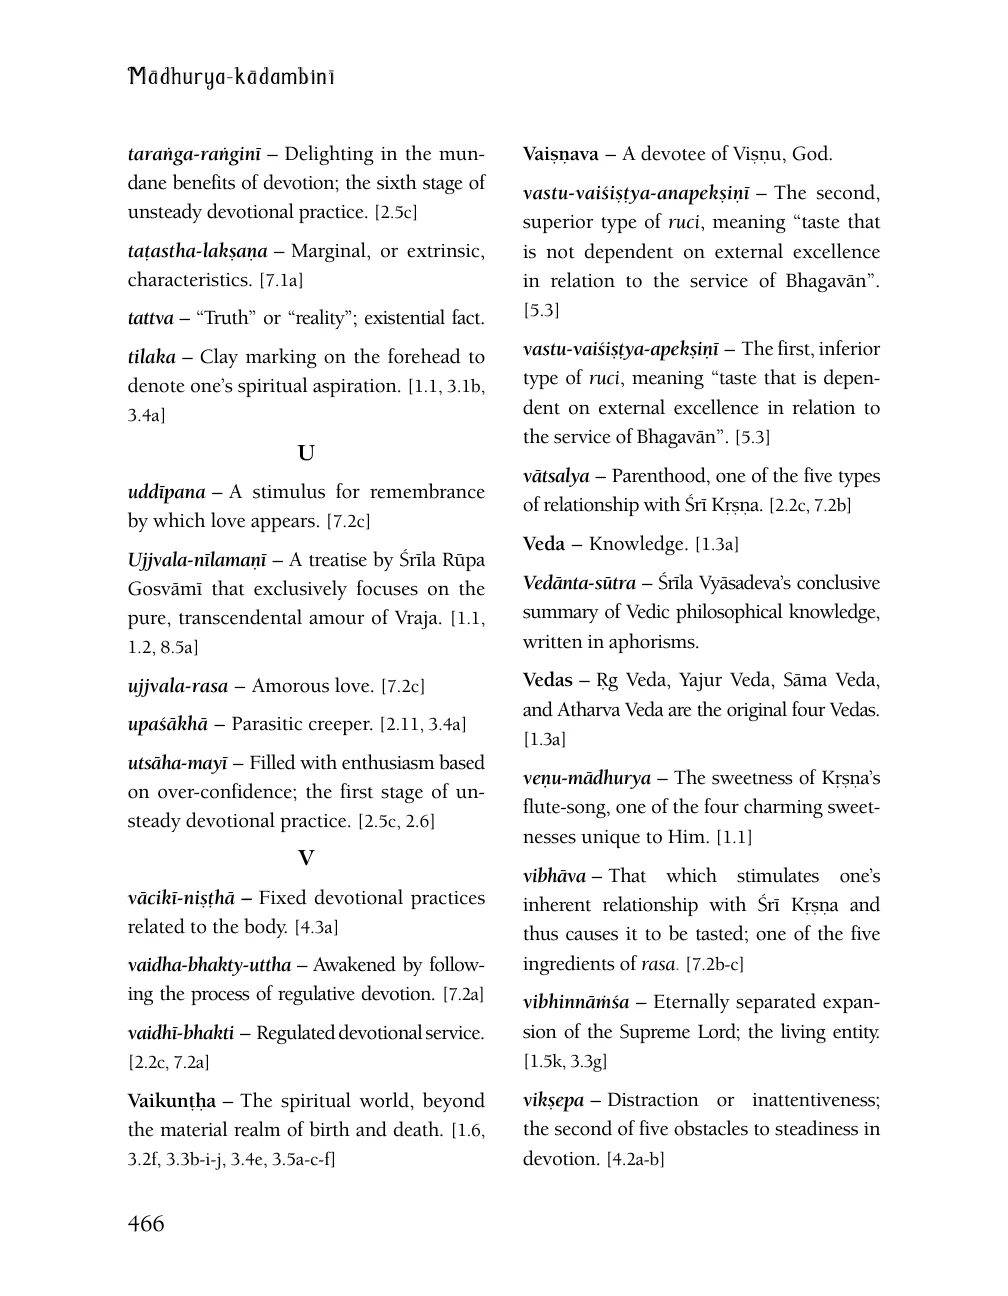 Mādhurya-kādambinī
taraṅga-raṅginī – Delighting in the mun-
dane benefits of devotion; the sixth stage of
unsteady devotional practice. [2.5c]
taṭastha-lakṣaṇa – Marginal, or extrinsic,
characteristics. [7.1a]
tattva – “Truth” or “reality”; existential fact.
tilaka – Clay marking on the forehead to
denote one’s spiritual aspiration. [1.1, 3.1b,
3.4a]
U
uddīpana – A stimulus for remembrance
by which love appears. [7.2c]
Ujjvala-nīlamaṇī – A treatise by Śrīla Rūpa
Gosvāmī that exclusively focuses on the
pure, transcendental amour of Vraja. [1.1,
1.2, 8.5a]
ujjvala-rasa – Amorous love. [7.2c]
upaśākhā – Parasitic creeper. [2.11, 3.4a]
utsāha-mayī – Filled with enthusiasm based
on over-confidence; the first stage of un-
steady devotional practice. [2.5c, 2.6]
V
vācikī-niṣṭhā – Fixed devotional practices
related to the body. [4.3a]
vaidha-bhakty-uttha – Awakened by follow-
ing the process of regulative devotion. [7.2a]
vaidhī-bhakti – Regulated devotional service.
[2.2c, 7.2a]
Vaikuṇṭha – The spiritual world, beyond
the material realm of birth and death. [1.6,
3.2f, 3.3b-i-j, 3.4e, 3.5a-c-f]
Vaiṣṇava – A devotee of Viṣṇu, God.
vastu-vaiśiṣṭya-anapekṣiṇī – The second,
superior type of ruci, meaning “taste that
is not dependent on external excellence
in relation to the service of Bhagavān”.
[5.3]
vastu-vaiśiṣṭya-apekṣiṇī – The first, inferior
type of ruci, meaning “taste that is depen-
dent on external excellence in relation to
the service of Bhagavān”. [5.3]
vātsalya – Parenthood, one of the five types
of relationship with Śrī Kṛṣṇa. [2.2c, 7.2b]
Veda – Knowledge. [1.3a]
Vedānta-sūtra – Śrīla Vyāsadeva’s conclusive
summary of Vedic philosophical knowledge,
written in aphorisms.
Vedas – Ṛg Veda, Yajur Veda, Sāma Veda,
and Atharva Veda are the original four Vedas.
[1.3a]
veṇu-mādhurya – The sweetness of Kṛṣṇa’s
flute-song, one of the four charming sweet-
nesses unique to Him. [1.1]
vibhāva – That which stimulates one’s
inherent relationship with Śrī Kṛṣṇa and
thus causes it to be tasted; one of the five
ingredients of rasa. [7.2b-c]
vibhinnāṁśa – Eternally separated expan-
sion of the Supreme Lord; the living entity.
[1.5k, 3.3g]
vikṣepa – Distraction or inattentiveness;
the second of five obstacles to steadiness in
devotion. [4.2a-b]
466